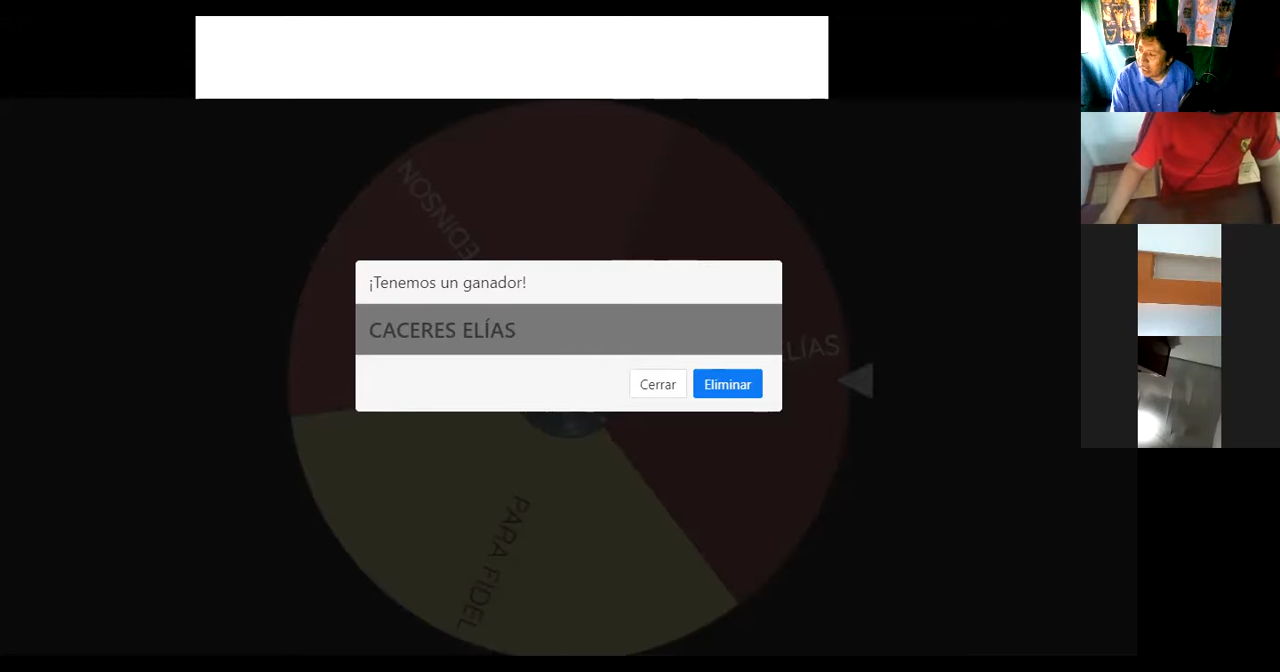 EDINSON
¡Tenemos un ganador!
CACERES ELÍAS
LÍAS
Cerrar
Eliminar
PARA FIDEL